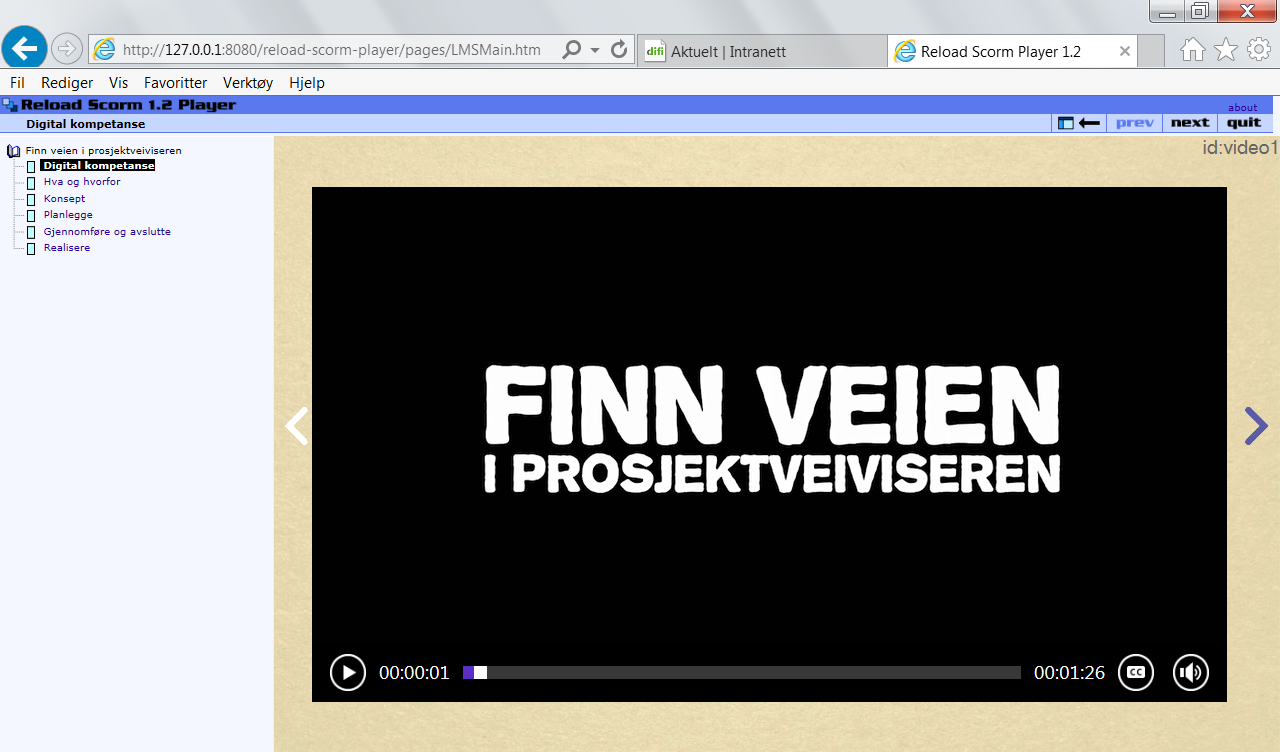 http://127.0.0.1:8080/reload-scorm-player/pages/LMSMain.htm
difi Aktuelt | Intranett
Reload Scorm Player 1.2
Fil Rediger Vis Favoritter Verktøy Hjelp
Reload Scorm 1.2 Player
about
Digital kompetanse
prev next quit
Finn veien i prosjektveiviseren
Digital kompetanse
Hva og hvorfor
Konsept
Planlegge
Gjennomføre og avslutte
Realisere
id:video1
FINN VEIEN
I PROSJEKTVEIVISEREN
00:00:01
00:01:26
CC